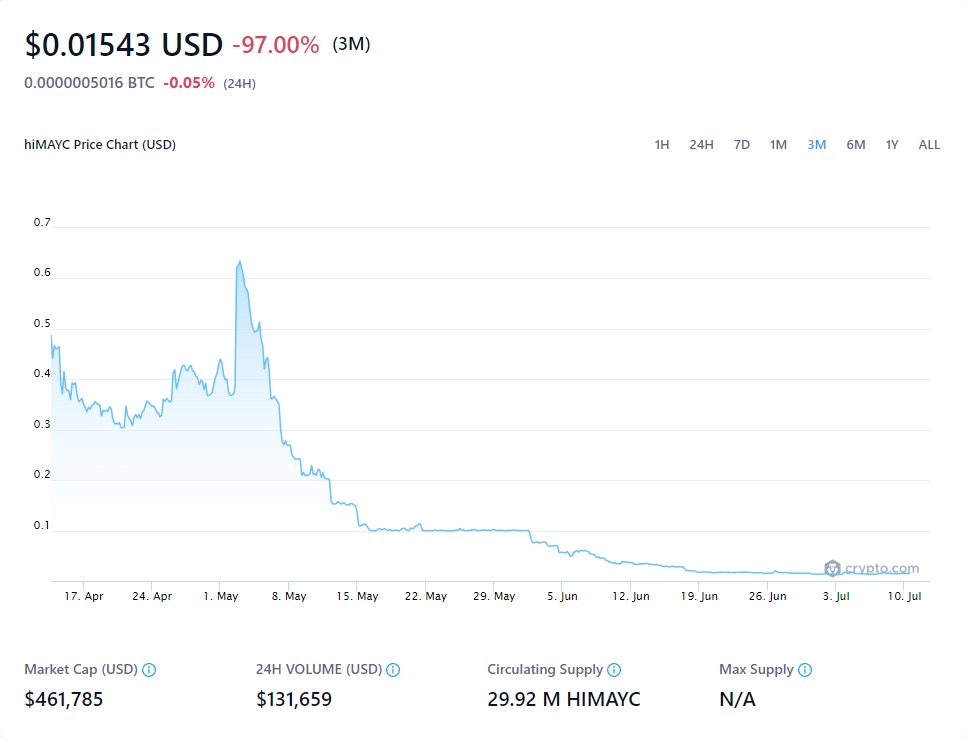 $0.01543 USD -97.00% (3M)
0.0000005016 BTC -0.05% (24H)
hiMAYC Price Chart (USD) 1H 24H 7D 1M 3M 6M 1Y ALL
0.7
0.6
0.5
0.4
0.3
0.2
0.1
crypto.com
17. Apr 24. Apr 1. May 8. May 15. May 22. May 29. May 5. Jun 12. Jun 19. Jun 26. Jun 3. Jul 10. Jul
Market Cap (USD) 24H VOLUME (USD) Circulating Supply Max Supply
$461,785 $131,659 29.92 M HIMAYC N/A